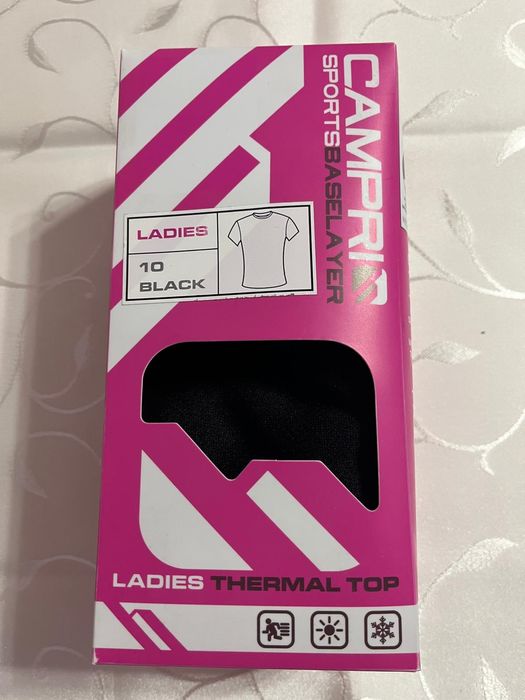 CAMPRI
SPORTSBASELAYER
LADIES
10
BLACK
LADIES THERMAL TOP